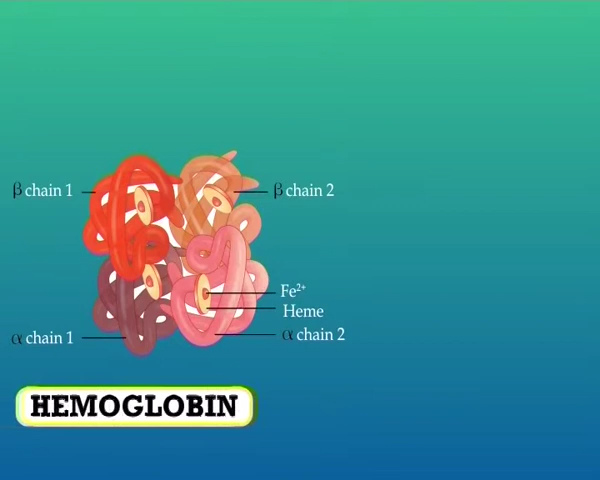 β chain 1
β chain 2
Fe²⁺
Heme
α chain 1
α chain 2
HEMOGLOBIN